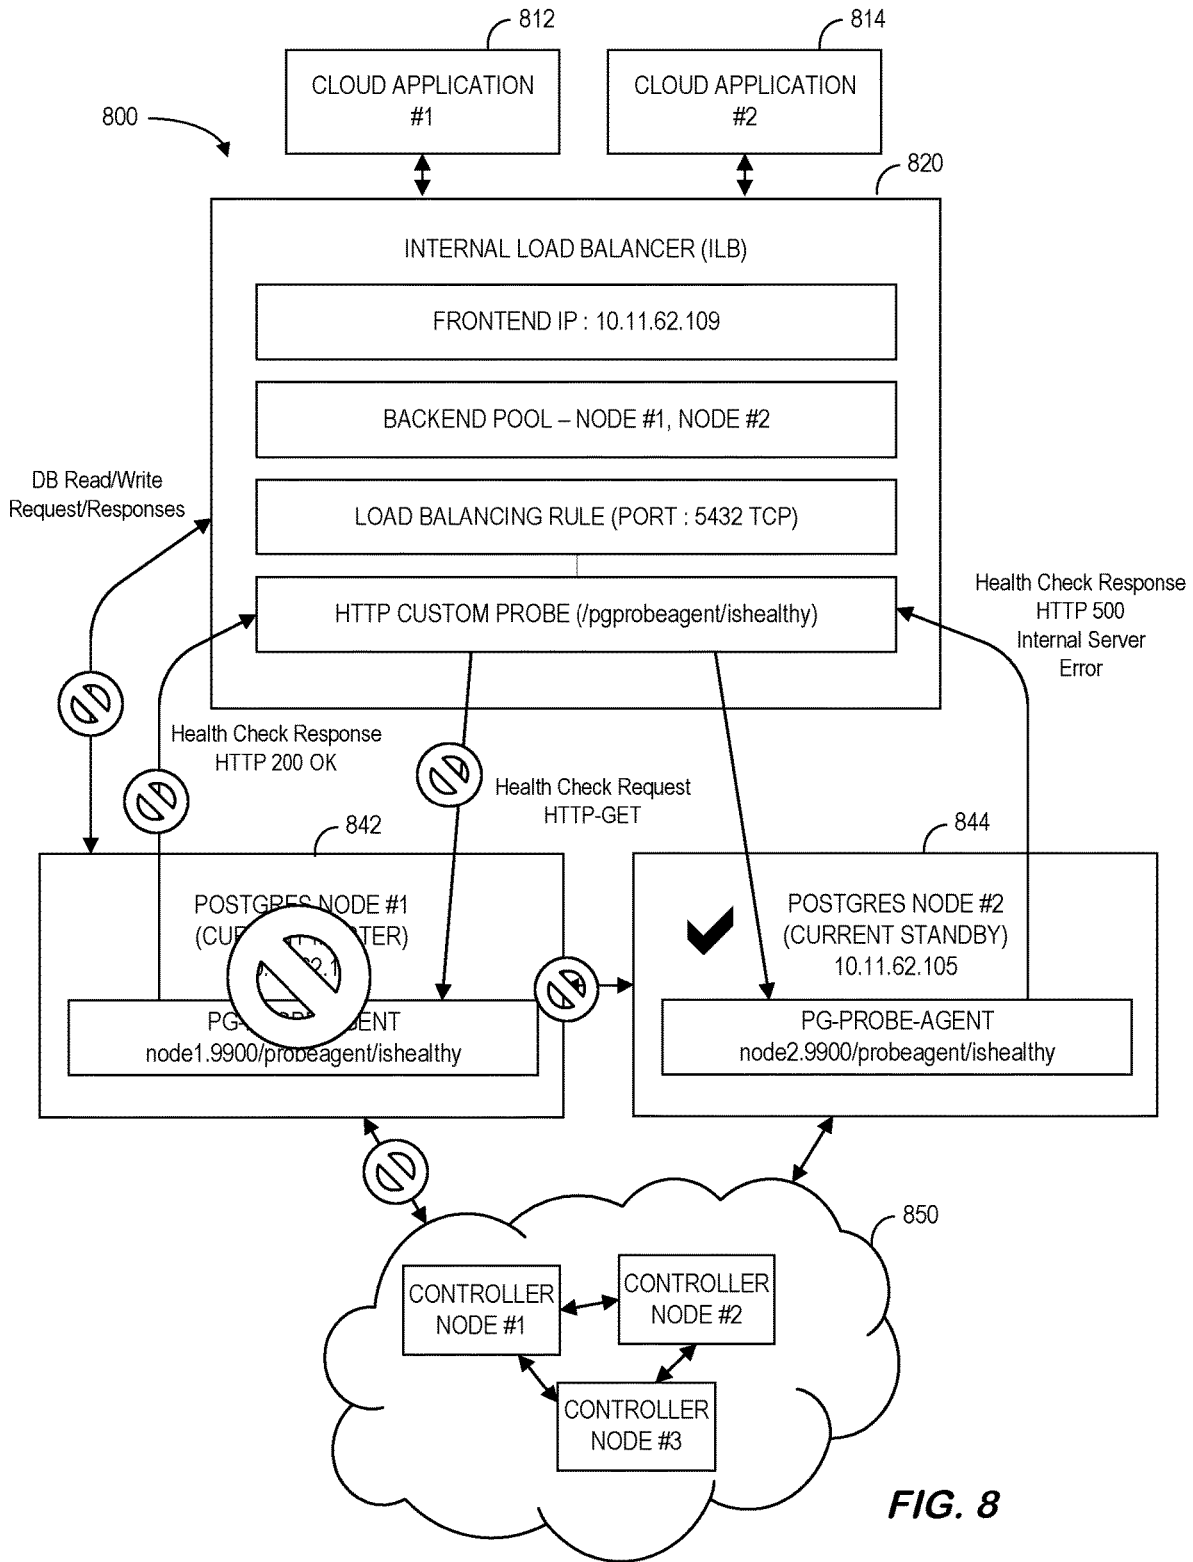 812
814
CLOUD APPLICATION
#1
CLOUD APPLICATION
#2
800
820
INTERNAL LOAD BALANCER (ILB)
FRONTEND IP : 10.11.62.109
BACKEND POOL – NODE #1, NODE #2
DB Read/Write
Request/Responses
LOAD BALANCING RULE (PORT : 5432 TCP)
HTTP CUSTOM PROBE (/pgprobeagent/ishealthy)
Health Check Response
HTTP 500
Internal Server
Error
Health Check Response
HTTP 200 OK
Health Check Request
HTTP-GET
842
844
POSTGRES NODE #1
POSTGRES NODE #2
(CURRENT STANDBY)
10.11.62.105
node1.9900/probeagent/ishealthy
PG-PROBE-AGENT
node2.9900/probeagent/ishealthy
850
CONTROLLER
NODE #1
CONTROLLER
NODE #2
CONTROLLER
NODE #3
FIG. 8